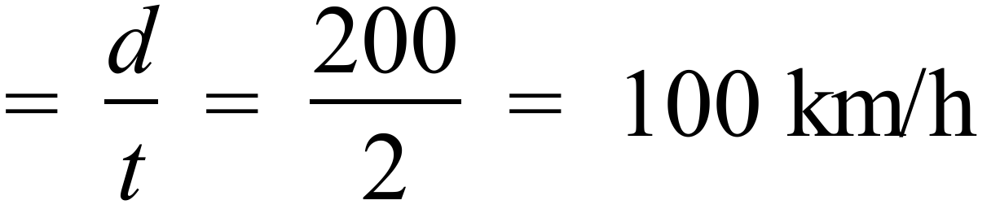 = d/t = 200/2 = 100 km/h